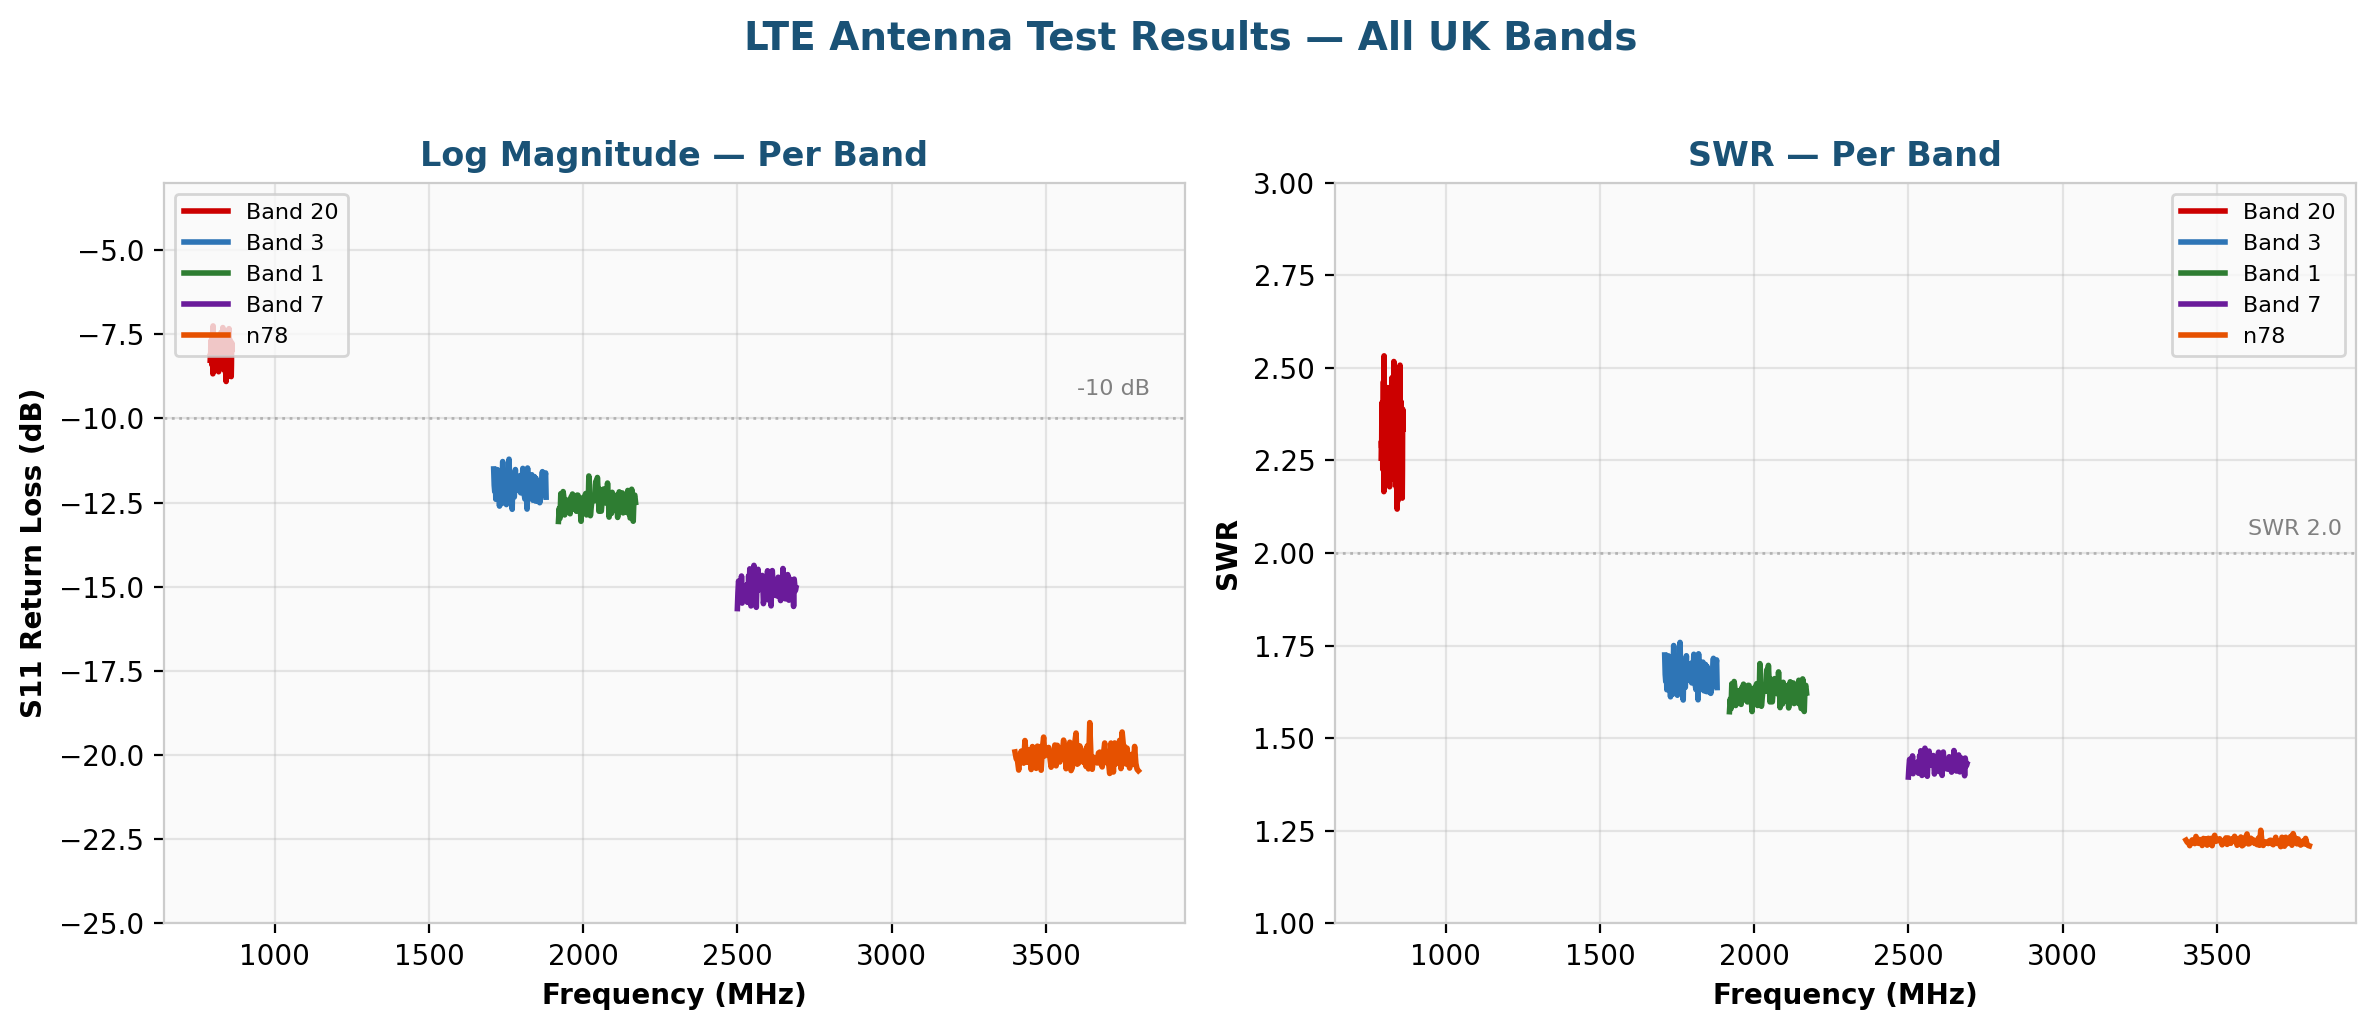 LTE Antenna Test Results — All UK Bands
Log Magnitude — Per Band
S11 Return Loss (dB)
−5.0
−7.5
−10.0
−12.5
−15.0
−17.5
−20.0
−22.5
−25.0
Band 20
Band 3
Band 1
Band 7
n78
-10 dB
1000 1500 2000 2500 3000 3500
Frequency (MHz)
SWR — Per Band
SWR
3.00
2.75
2.50
2.25
2.00
1.75
1.50
1.25
1.00
Band 20
Band 3
Band 1
Band 7
n78
SWR 2.0
1000 1500 2000 2500 3000 3500
Frequency (MHz)